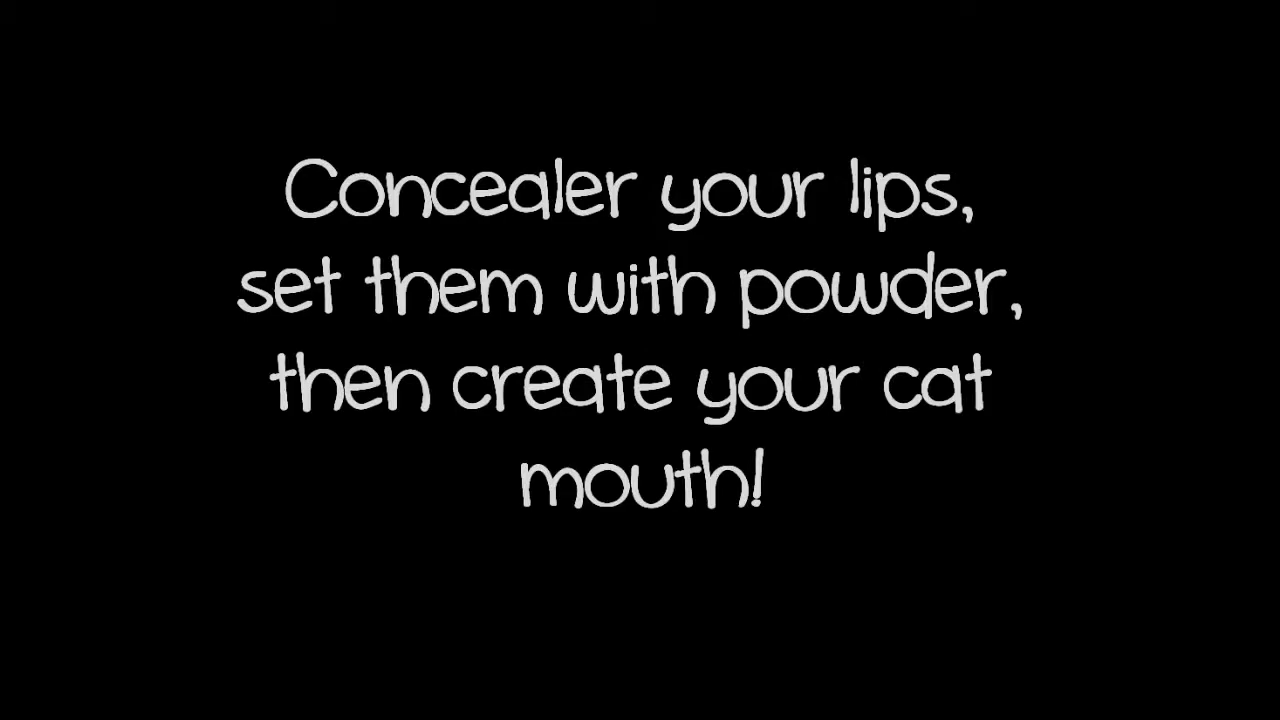 Concealer your lips,
set them with powder,
then create your cat
mouth!